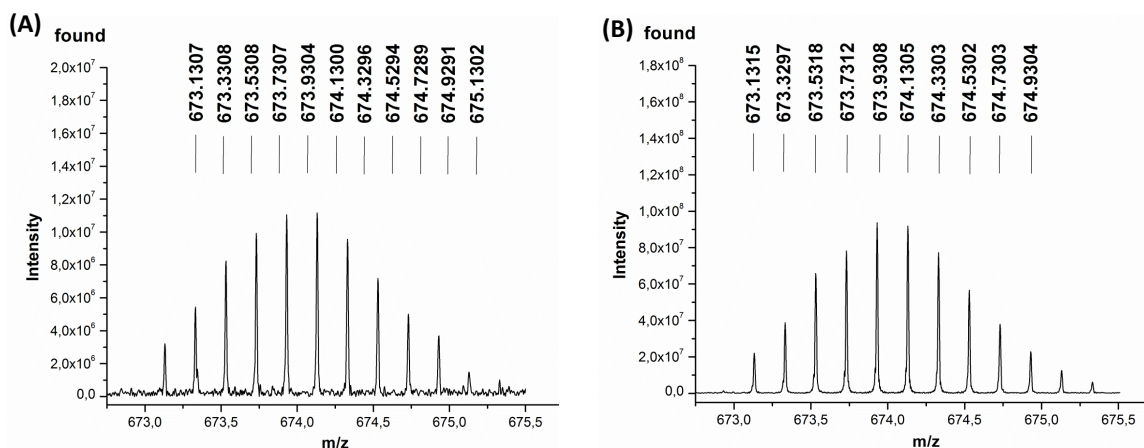 (A)
found
673.1307
673.3308
673.5308
673.7307
673.9304
674.1300
674.3296
674.5294
674.7289
674.9291
675.1302
2,0x10⁷
1,8x10⁷
1,6x10⁷
1,4x10⁷
1,2x10⁷
1,0x10⁷
8,0x10⁶
6,0x10⁶
4,0x10⁶
2,0x10⁶
0,0
Intensity
673,0
673,5
674,0
674,5
675,0
675,5
m/z
(B)
found
673.1315
673.3297
673.5318
673.7312
673.9308
674.1305
674.3303
674.5302
674.7303
674.9304
1,8x10⁸
1,6x10⁸
1,4x10⁸
1,2x10⁸
1,0x10⁸
8,0x10⁷
6,0x10⁷
4,0x10⁷
2,0x10⁷
0,0
Intensity
673,0
673,5
674,0
674,5
675,0
675,5
m/z